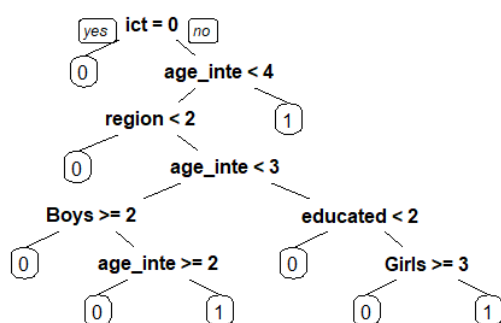 yes ict = 0 no
0 age_inte < 4
region < 2 1
0 age_inte < 3
Boys >= 2 educated < 2
0 age_inte >= 2 0 Girls >= 3
0 1 0 1